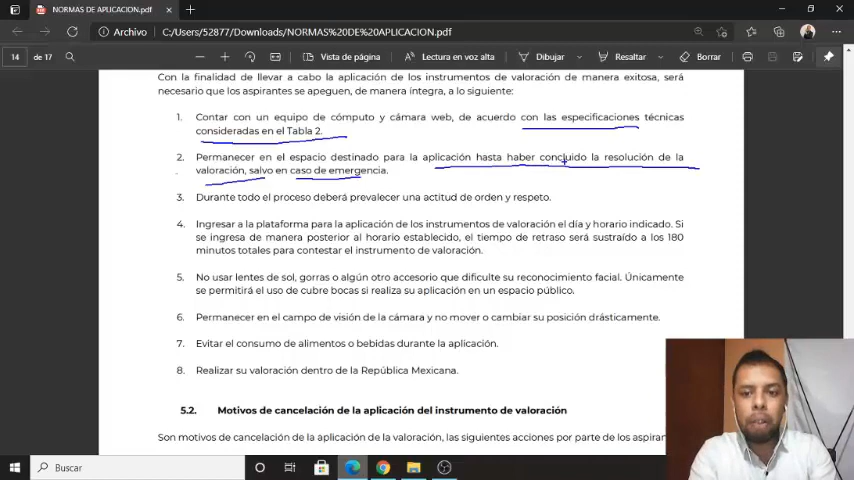 NORMAS DE APLICACION.pdf
Archivo C:/Users/52877/Downloads/NORMAS%20DE%20APLICACION.pdf
14 de 17 Vista de página Lectura en voz alta Dibujar Resaltar Borrar
Con la finalidad de llevar a cabo la aplicación de los instrumentos de valoración de manera exitosa, será
necesario que los aspirantes se apeguen, de manera íntegra, a lo siguiente:
1. Contar con un equipo de cómputo y cámara web, de acuerdo con las especificaciones técnicas
consideradas en el Tabla 2.
2. Permanecer en el espacio destinado para la aplicación hasta haber concluido la resolución de la
valoración, salvo en caso de emergencia.
3. Durante todo el proceso deberá prevalecer una actitud de orden y respeto.
4. Ingresar a la plataforma para la aplicación de los instrumentos de valoración el día y horario indicado. Si
se ingresa de manera posterior al horario establecido, el tiempo de retraso será sustraído a los 180
minutos totales para contestar el instrumento de valoración.
5. No usar lentes de sol, gorras o algún otro accesorio que dificulte su reconocimiento facial. Únicamente
se permitirá el uso de cubre bocas si realiza su aplicación en un espacio público.
6. Permanecer en el campo de visión de la cámara y no mover o cambiar su posición drásticamente.
7. Evitar el consumo de alimentos o bebidas durante la aplicación.
8. Realizar su valoración dentro de la República Mexicana.
5.2. Motivos de cancelación de la aplicación del instrumento de valoración
Son motivos de cancelación de la aplicación de la valoración, las siguientes acciones por parte de los
Buscar